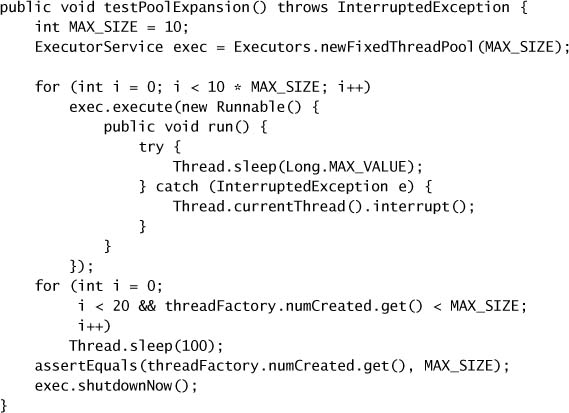 public void testPoolExpansion() throws InterruptedException {
    int MAX_SIZE = 10;
    ExecutorService exec = Executors.newFixedThreadPool(MAX_SIZE);

    for (int i = 0; i < 10 * MAX_SIZE; i++)
        exec.execute(new Runnable() {
            public void run() {
                try {
                    Thread.sleep(Long.MAX_VALUE);
                } catch (InterruptedException e) {
                    Thread.currentThread().interrupt();
                }
            }
        });
    for (int i = 0;
         i < 20 && threadFactory.numCreated.get() < MAX_SIZE;
         i++)
        Thread.sleep(100);
    assertEquals(threadFactory.numCreated.get(), MAX_SIZE);
    exec.shutdownNow();
}